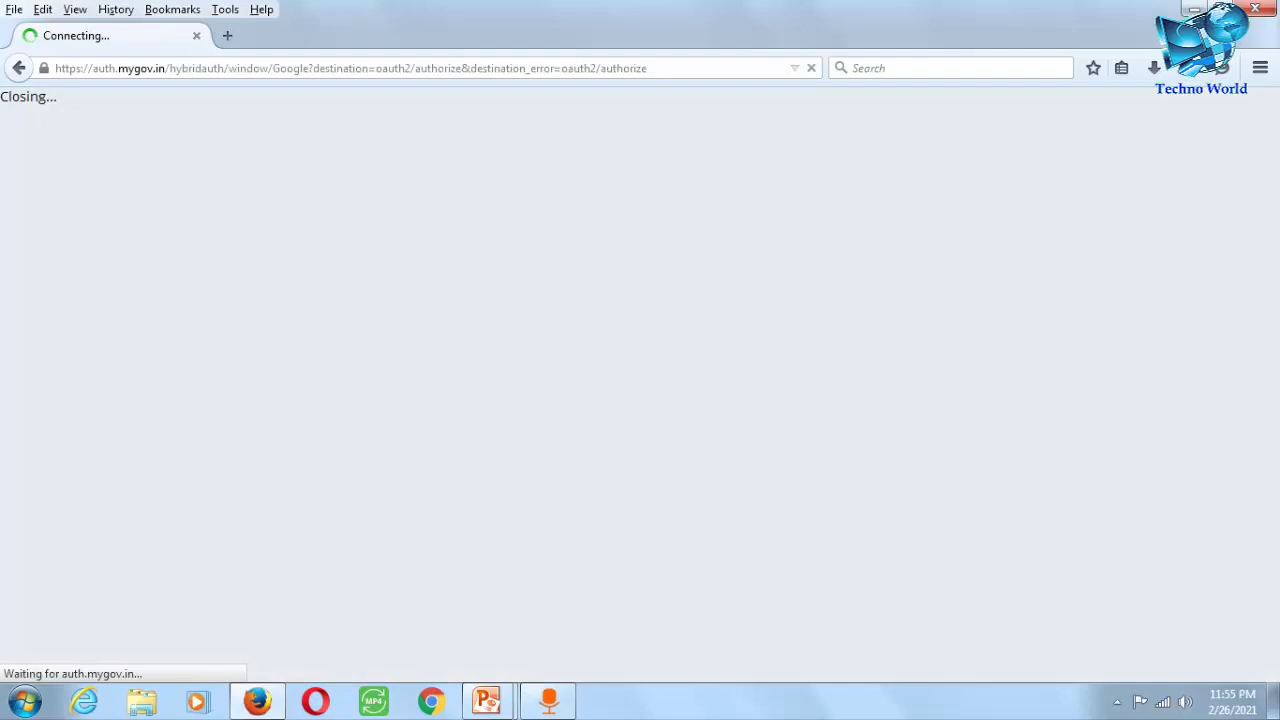 File Edit View History Bookmarks Tools Help
Connecting...
https://auth.mygov.in/hybridauth/window/Google?destination=oauth2/authorize&destination_error=oauth2/authorize
Search
Techno World
Closing...
Waiting for auth.mygov.in...
MP4
11:55 PM
2/26/2021